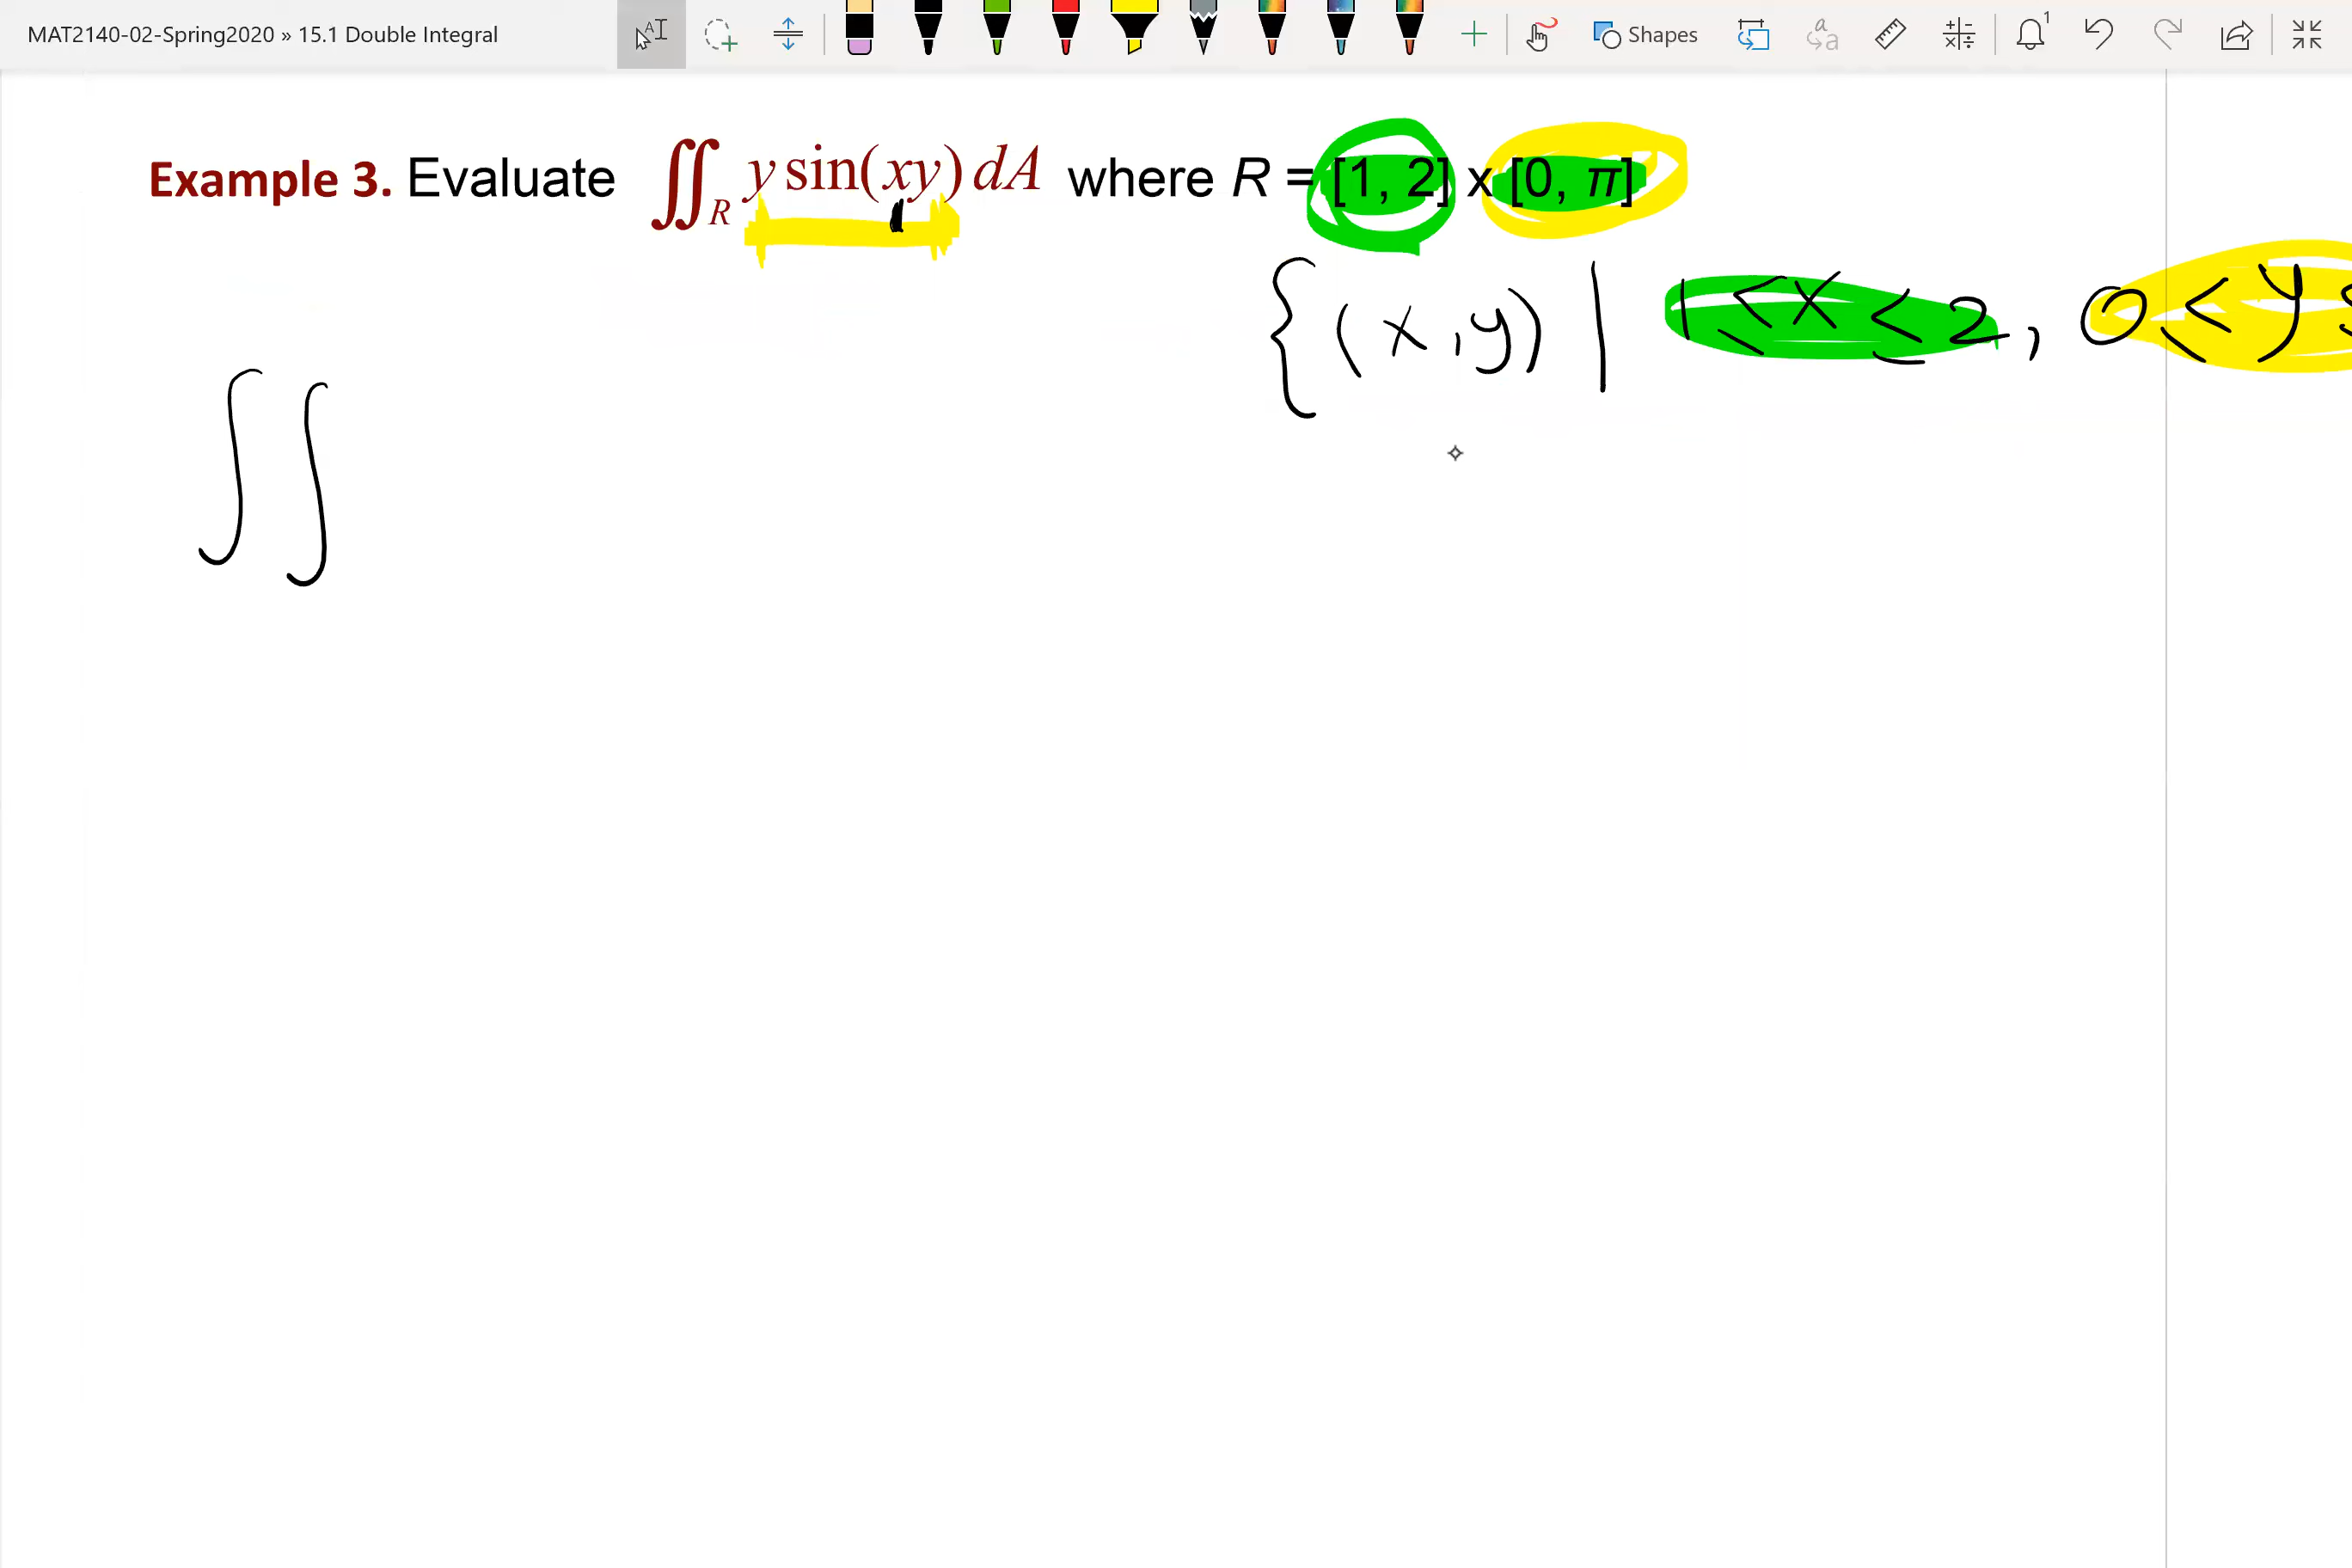 MAT2140-02-Spring2020 » 15.1 Double Integral Shapes 1
Example 3. Evaluate ∬_R y sin(xy) dA where R = [1, 2] x [0, π]
{ (x,y) | 1 ≤ x ≤ 2, 0 ≤ y
∫∫